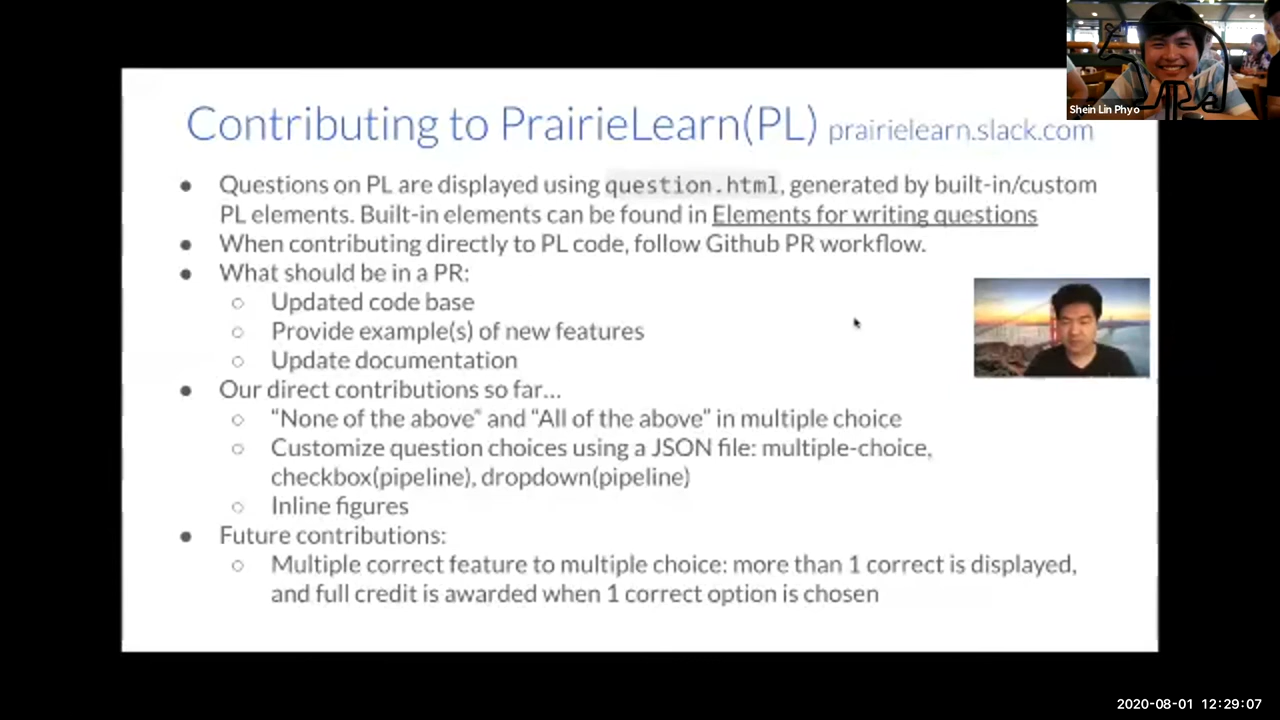 Shein Lin Phyo
Contributing to PrairieLearn(PL) prairielearn.slack.com
● Questions on PL are displayed using question.html, generated by built-in/custom
PL elements. Built-in elements can be found in Elements for writing questions
● When contributing directly to PL code, follow Github PR workflow.
● What should be in a PR:
○ Updated code base
○ Provide example(s) of new features
○ Update documentation
● Our direct contributions so far...
○ “None of the above” and “All of the above” in multiple choice
○ Customize question choices using a JSON file: multiple-choice,
checkbox(pipeline), dropdown(pipeline)
○ Inline figures
● Future contributions:
○ Multiple correct feature to multiple choice: more than 1 correct is displayed,
and full credit is awarded when 1 correct option is chosen
2020-08-01 12:29:07